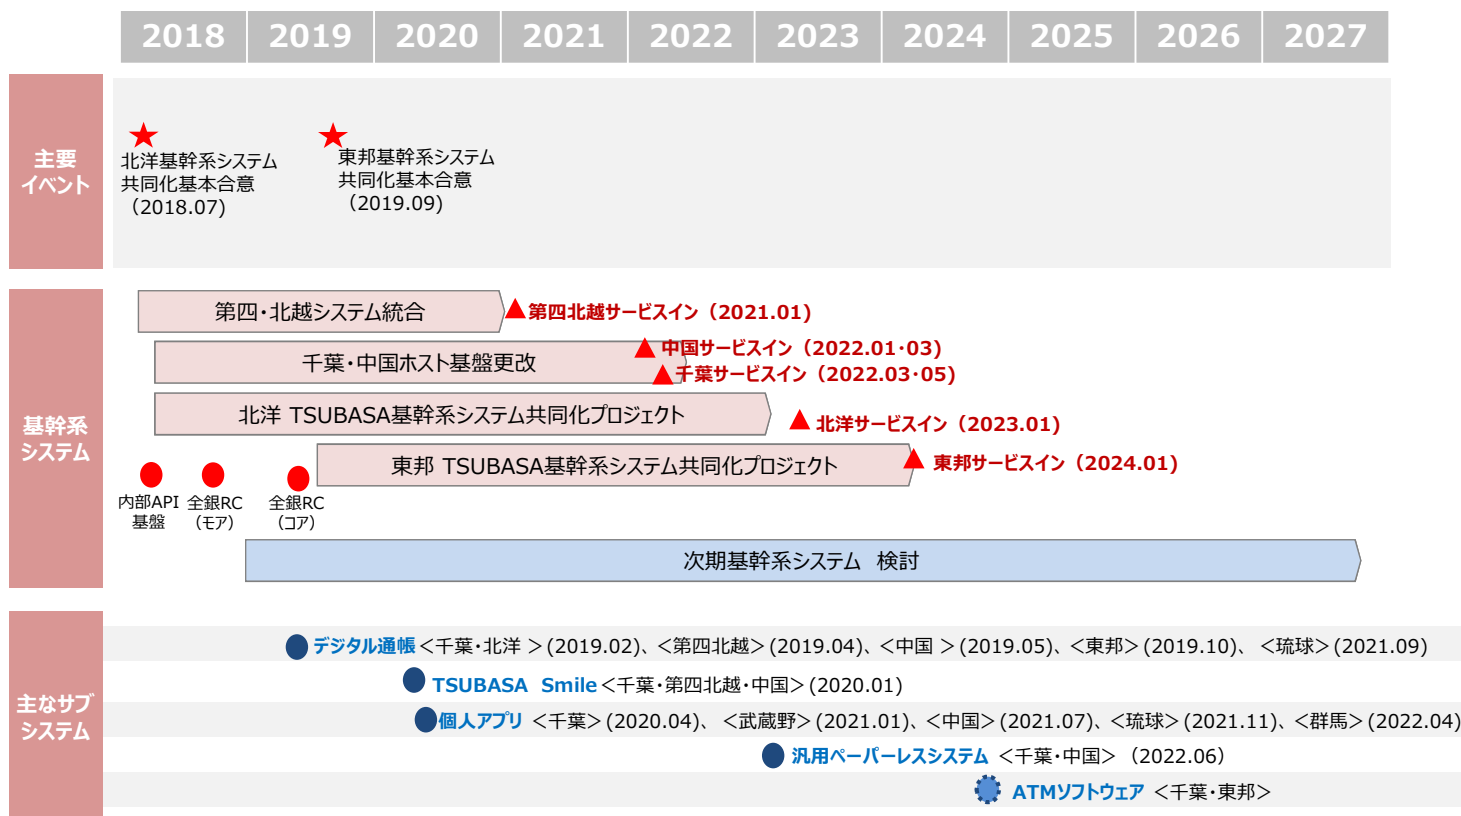 2018 2019 2020 2021 2022 2023 2024 2025 2026 2027
主要
イベント
北洋基幹系システム
共同化基本合意
（2018.07)
東邦基幹系システム
共同化基本合意
（2019.09)
基幹系
システム
第四・北越システム統合
第四北越サービスイン（2021.01)
千葉・中国ホスト基盤更改
中国サービスイン（2022.01・03)
千葉サービスイン（2022.03・05)
北洋 TSUBASA基幹系システム共同化プロジェクト
北洋サービスイン（2023.01)
東邦 TSUBASA基幹系システム共同化プロジェクト
東邦サービスイン（2024.01)
内部API
基盤
全銀RC
（モア）
全銀RC
（コア）
次期基幹系システム　検討
主なサブ
システム
デジタル通帳＜千葉・北洋 ＞(2019.02)、＜第四北越＞(2019.04)、＜中国 ＞(2019.05)、＜東邦＞(2019.10)、 ＜琉球＞(2021.09)
TSUBASA　Smile＜千葉・第四北越・中国＞(2020.01)
個人アプリ ＜千葉＞(2020.04)、 ＜武蔵野＞(2021.01)、＜中国＞(2021.07)、＜琉球＞(2021.11)、＜群馬＞(2022.04)
汎用ペーパーレスシステム ＜千葉・中国＞（2022.06）
ATMソフトウェア ＜千葉・東邦＞